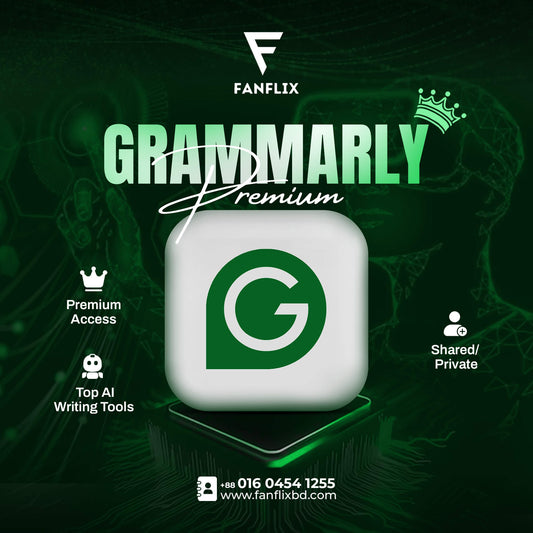 FANFLIX
GRAMMARLY
Premium
G
Premium
Access
Top AI
Writing Tools
Shared/
Private
+88 016 0454 1255
www.fanflixbd.com